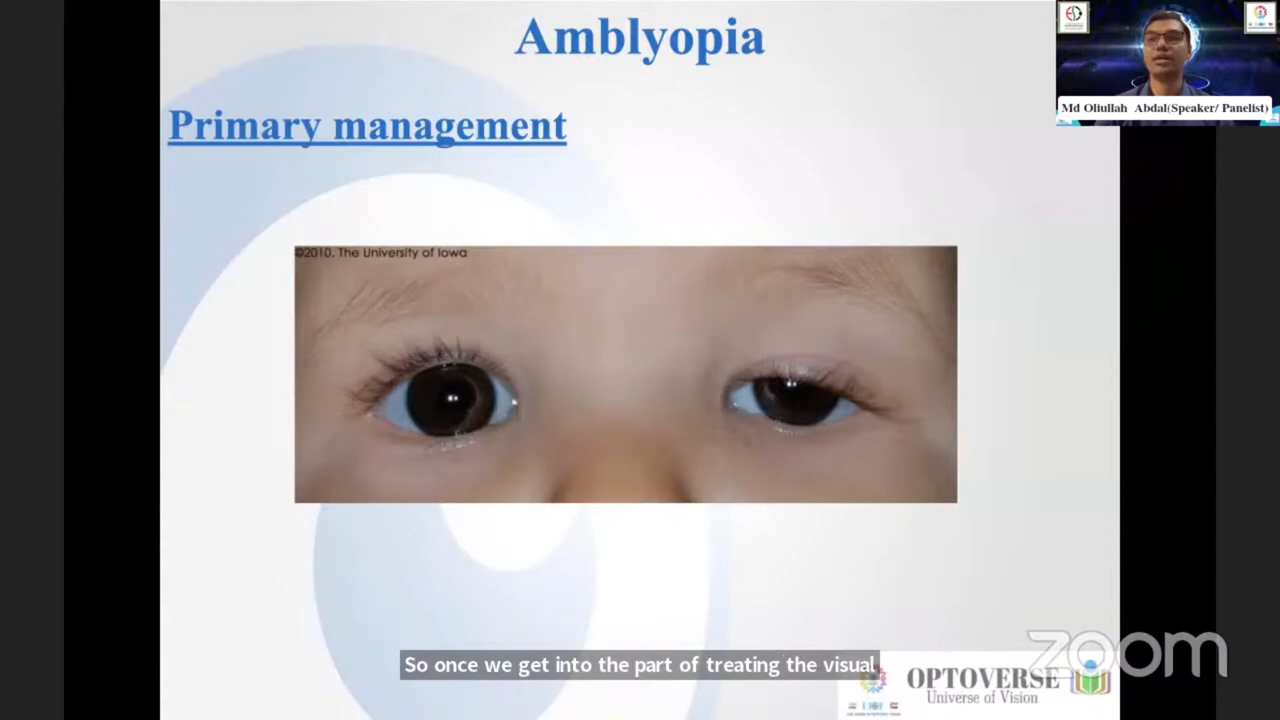 Amblyopia
Md Oliullah Abdal(Speaker/ Panelist)
Primary management
©2010, The University of Iowa
So once we get into the part of treating the visual
zoom
OPTOVERSE
Universe of Vision